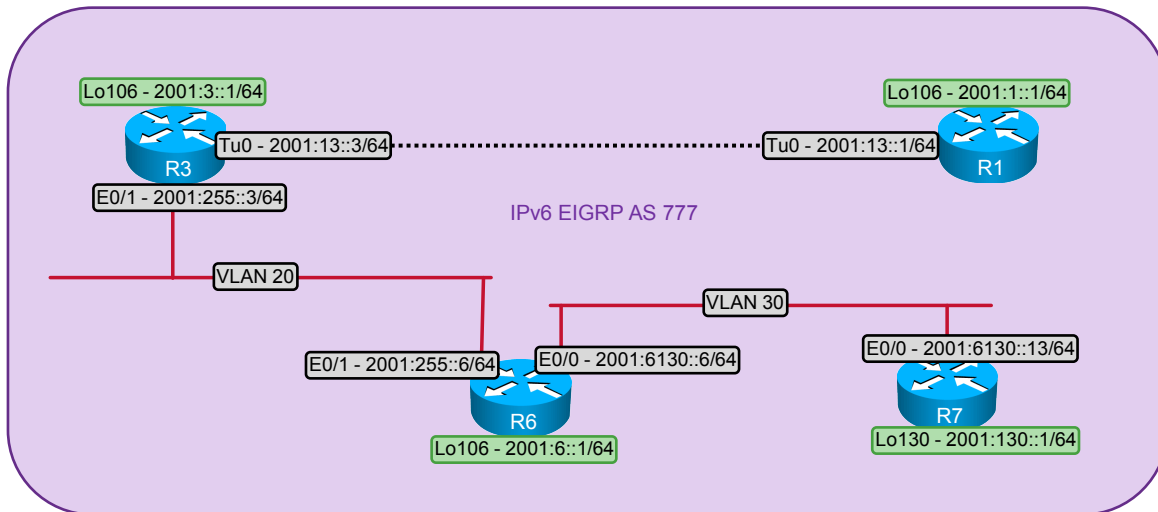 Lo106 - 2001:3::1/64
Lo106 - 2001:1::1/64
R3
Tu0 - 2001:13::3/64
Tu0 - 2001:13::1/64
R1
E0/1 - 2001:255::3/64
IPv6 EIGRP AS 777
VLAN 20
VLAN 30
E0/1 - 2001:255::6/64
E0/0 - 2001:6130::6/64
E0/0 - 2001:6130::13/64
R6
R7
Lo106 - 2001:6::1/64
Lo130 - 2001:130::1/64